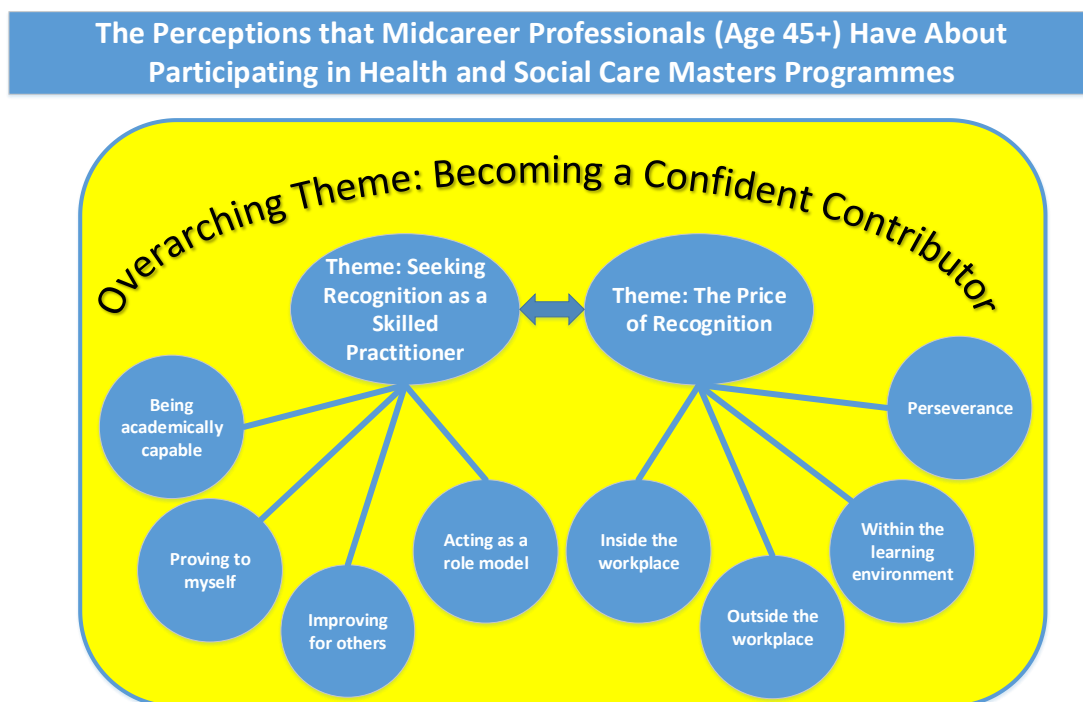 The Perceptions that Midcareer Professionals (Age 45+) Have About
Participating in Health and Social Care Masters Programmes
Overarching Theme: Becoming a Confident Contributor
Theme: Seeking
Recognition as a
Skilled
Practitioner
Theme: The Price
of Recognition
Being
academically
capable
Proving to
myself
Improving
for others
Acting as a
role model
Inside the
workplace
Outside the
workplace
Within the
learning
environment
Perseverance